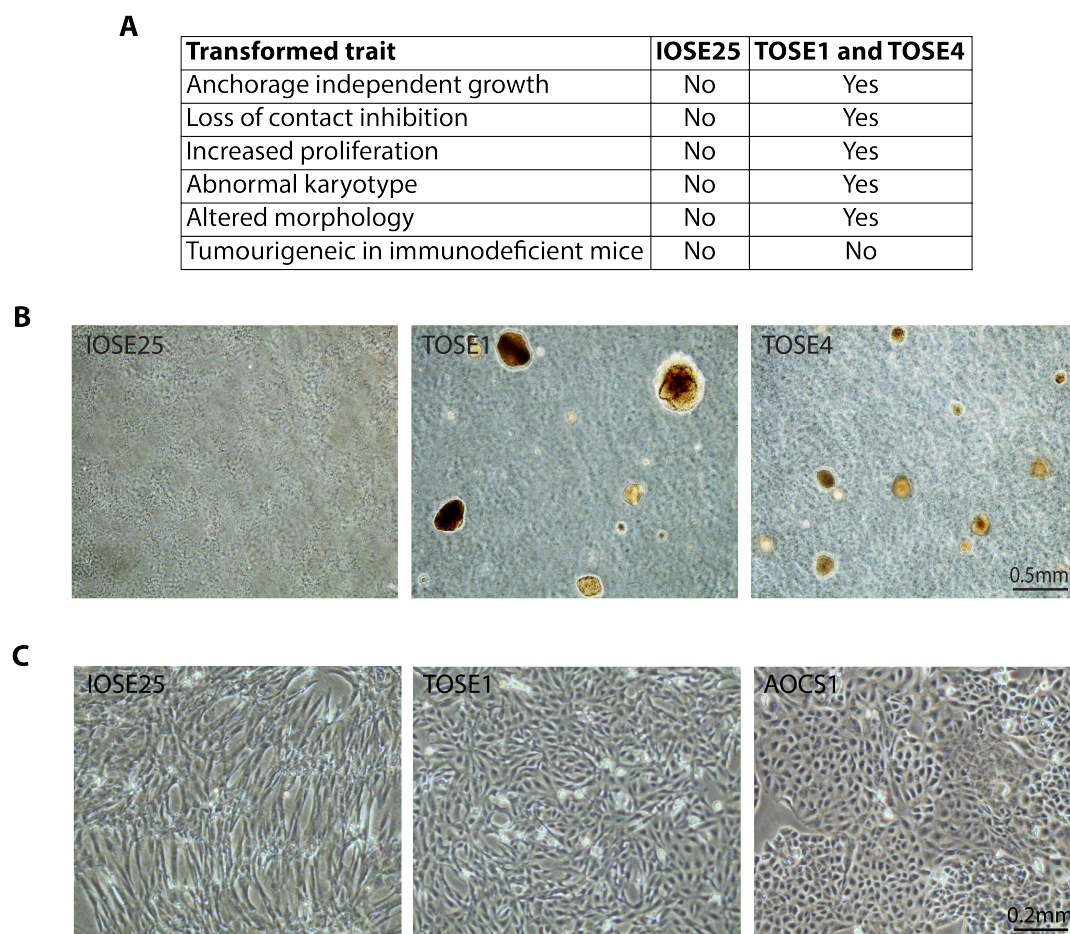 A
Transformed trait IOSE25 TOSE1 and TOSE4
Anchorage independent growth No Yes
Loss of contact inhibition No Yes
Increased proliferation No Yes
Abnormal karyotype No Yes
Altered morphology No Yes
Tumourigeneic in immunodeficient mice No No
B
IOSE25 TOSE1 TOSE4
0.5mm
C
IOSE25 TOSE1 AOCS1
0.2mm